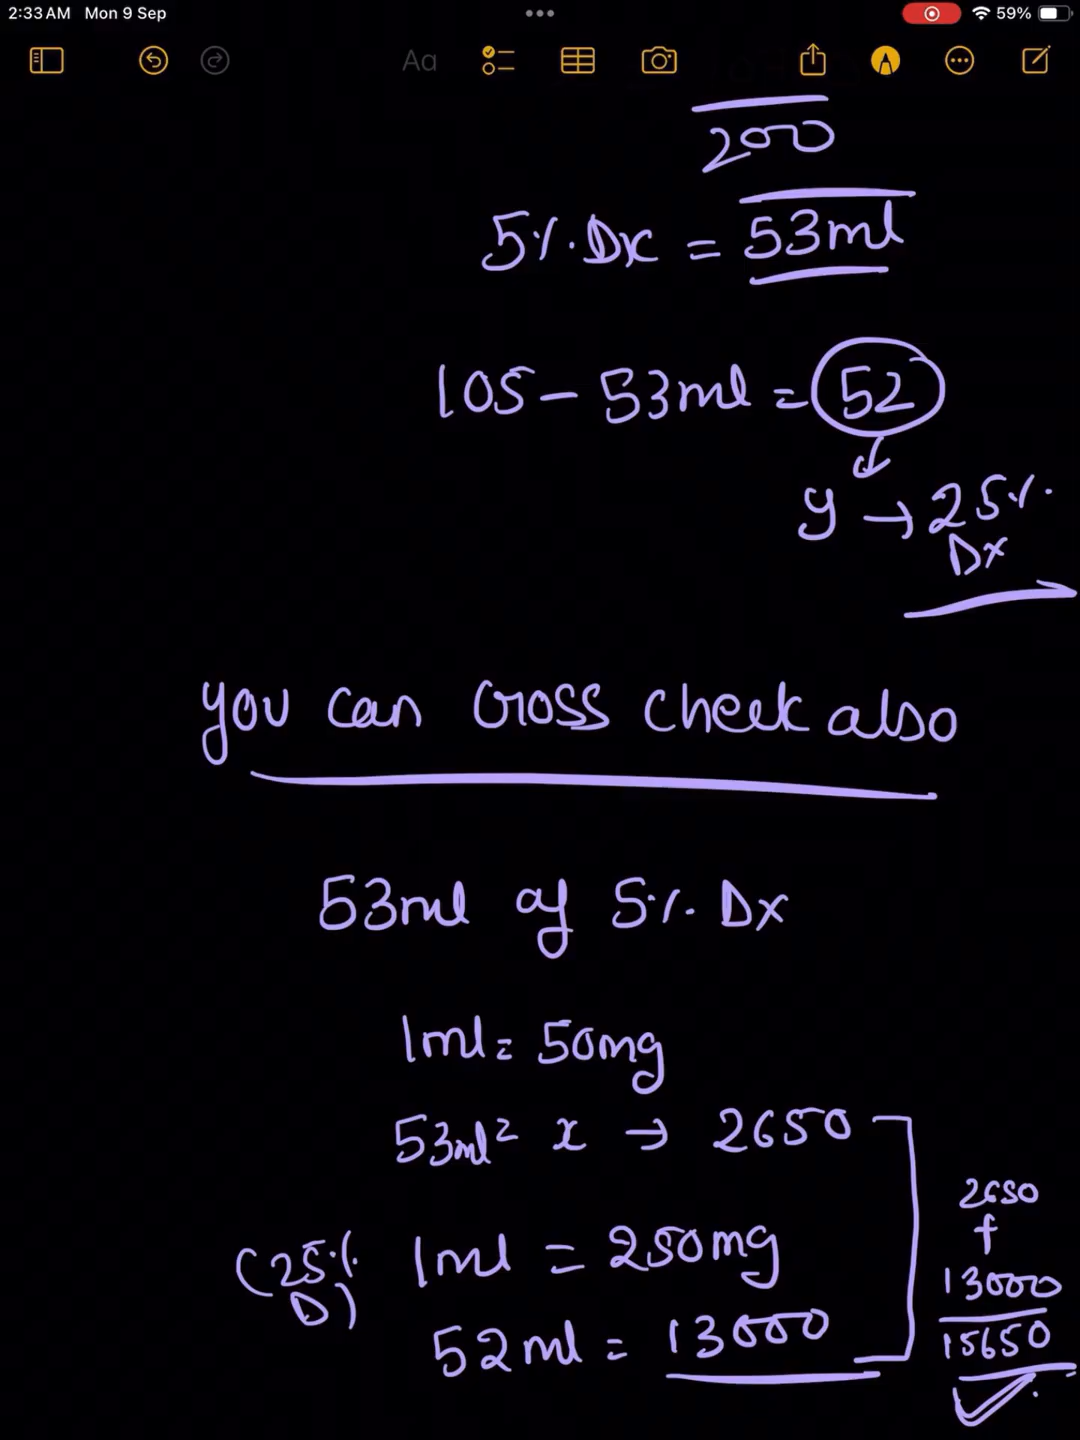 2:33 AM Mon 9 Sep 59%
Aa
200
5%. Dx = 53ml
105 - 53ml = 52
y → 25%.
Dx
you can cross check also
53ml of 5%. Dx
1ml = 50mg
53ml = x → 2650
(25%. D) 1ml = 250mg
52ml = 13000
2650
+
13000
15650